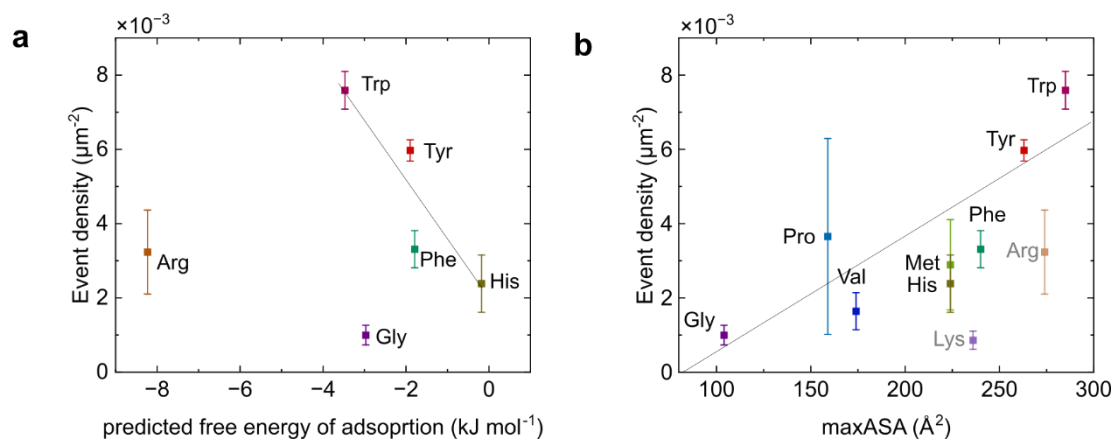 a
×10⁻³
8
6
4
2
0
Event density (µm⁻²)
Trp
Tyr
Arg
Phe
His
Gly
−8
−6
−4
−2
0
predicted free energy of adsoprtion (kJ mol⁻¹)
b
×10⁻³
8
6
4
2
0
Event density (µm⁻²)
Trp
Tyr
Pro
Phe
Arg
Met
Val
His
Gly
Lys
100
150
200
250
300
maxASA (Å²)